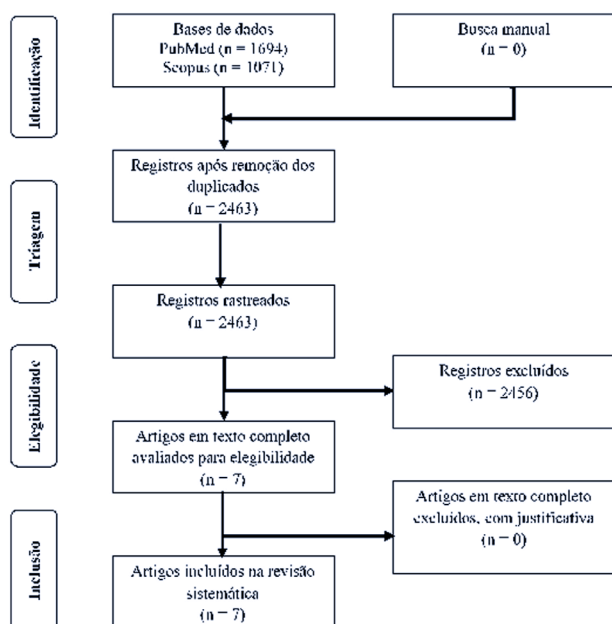 Identificação
Bases de dados
PubMed (n = 1694)
Scopus (n = 1071)
Busca manual
(n = 0)
Triagem
Registros após remoção dos
duplicados
(n = 2463)
Registros rastreados
(n = 2463)
Elegibilidade
Registros excluídos
(n = 2456)
Artigos em texto completo
avaliados para elegibilidade
(n = 7)
Inclusão
Artigos em texto completo
excluídos, com justificativa
(n = 0)
Artigos incluídos na revisão
sistemática
(n = 7)